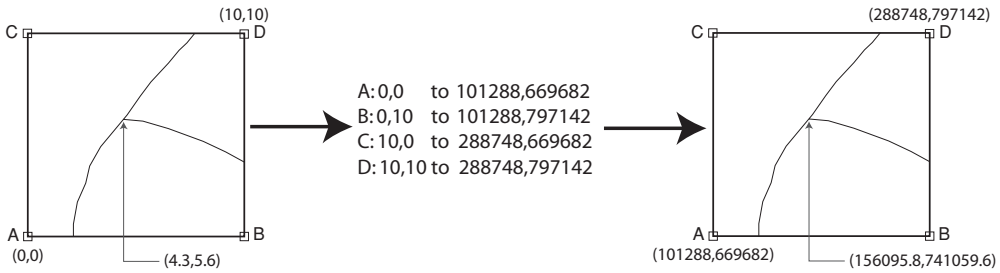 (10,10)
C
D
A
B
(0,0)
(4.3,5.6)
A: 0,0 to 101288,669682
B: 0,10 to 101288,797142
C: 10,0 to 288748,669682
D: 10,10 to 288748,797142
(288748,797142)
C
D
A
B
(101288,669682)
(156095.8,741059.6)